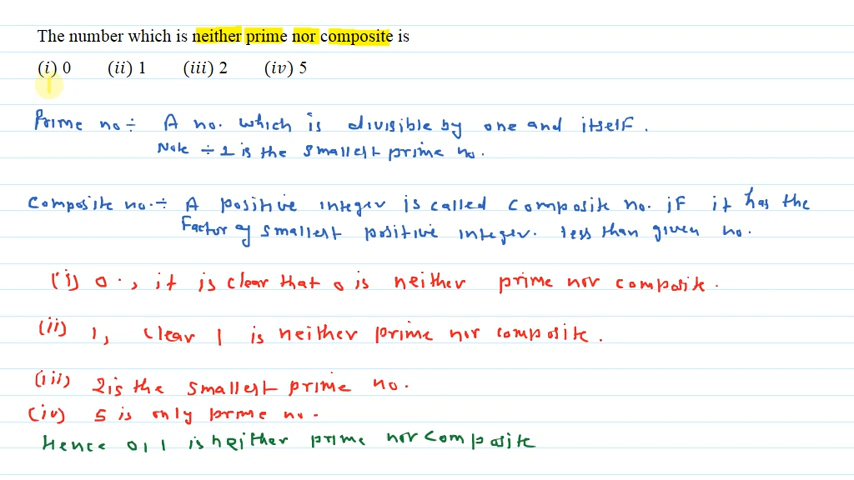 The number which is neither prime nor composite is
(i) 0 (ii) 1 (iii) 2 (iv) 5
Prime no ÷ A no. which is divisible by one and itself.
Note ÷ 2 is the smallest prime no.
Composite no. ÷ A positive integer is called composite no. if it has the
Factor of smallest positive integer. less than given no.
(i) 0., it is clear that 0 is neither prime nor composite.
(ii) 1, clear 1 is neither prime nor composite.
(iii) 2 is the smallest prime no.
(iv) 5 is only prime no.
Hence 0, 1 is neither prime nor composite